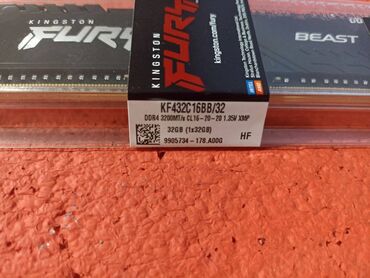 KINGSTON
FURY
KINGSTON
FURY
kingston.com/fury
BEAST
KF432C16BB/32
DDR4 3200MT/s CL16-20-20 1.35V XMP
32GB (1x32GB)
HF
9905734-178.A00G